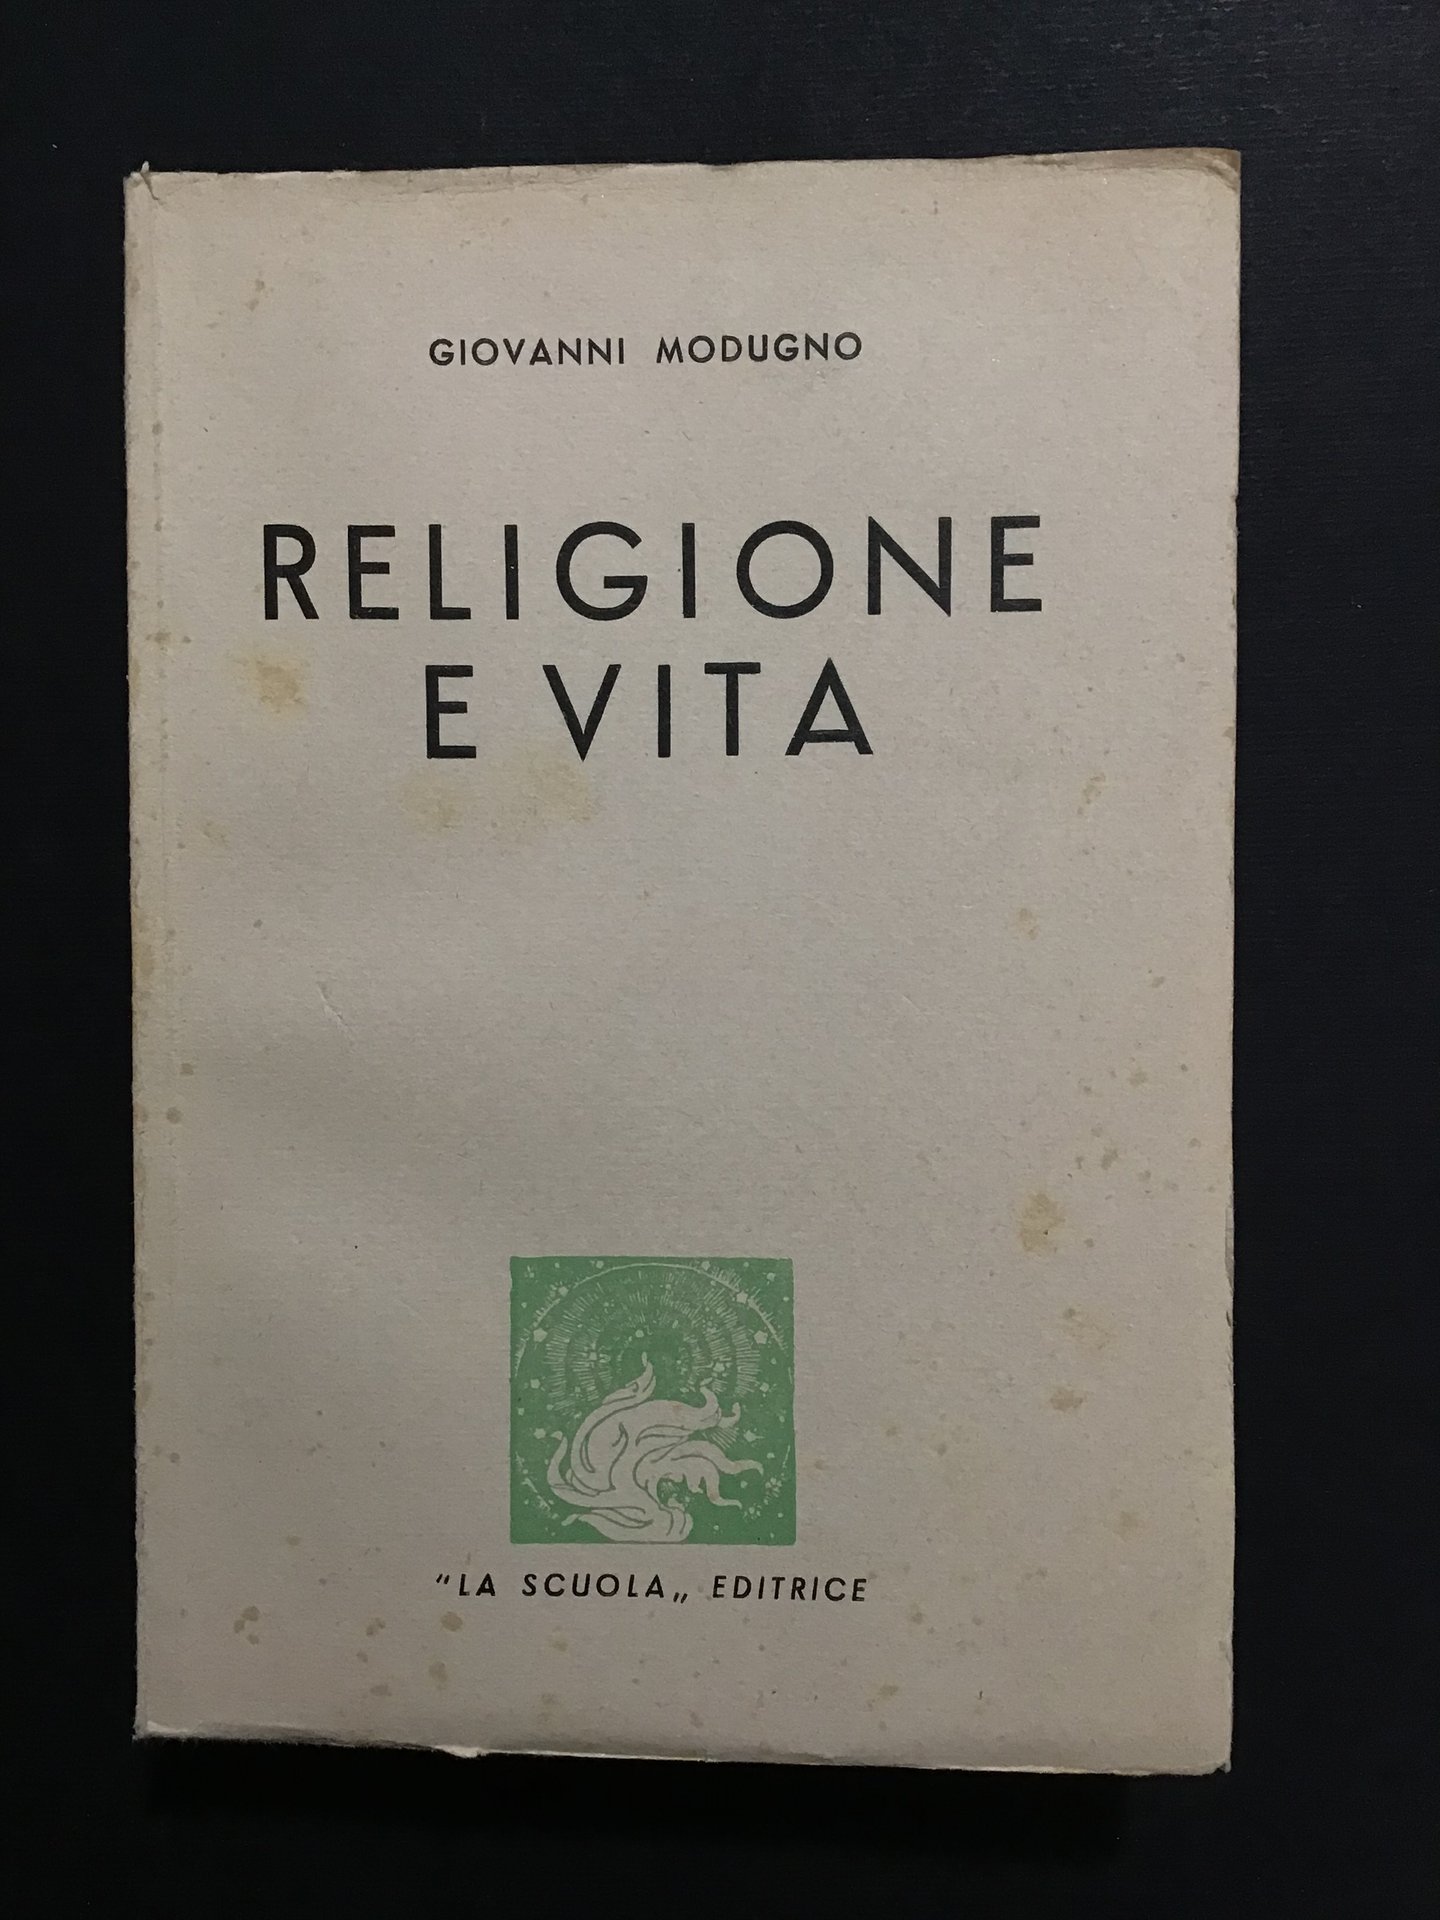 GIOVANNI MODUGNO
RELIGIONE
E VITA
"LA SCUOLA„ EDITRICE